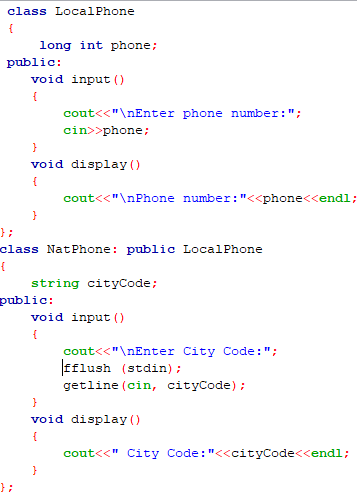 class LocalPhone
{
long int phone;
public:
void input()
{
cout<<"\nEnter phone number:";
cin>>phone;
}
void display()
{
cout<<"\nPhone number:"<<phone<<endl;
}
};
class NatPhone: public LocalPhone
{
string cityCode;
public:
void input()
{
cout<<"\nEnter City Code:";
fflush (stdin);
getline(cin, cityCode);
}
void display()
{
cout<<" City Code:"<<cityCode<<endl;
}
};